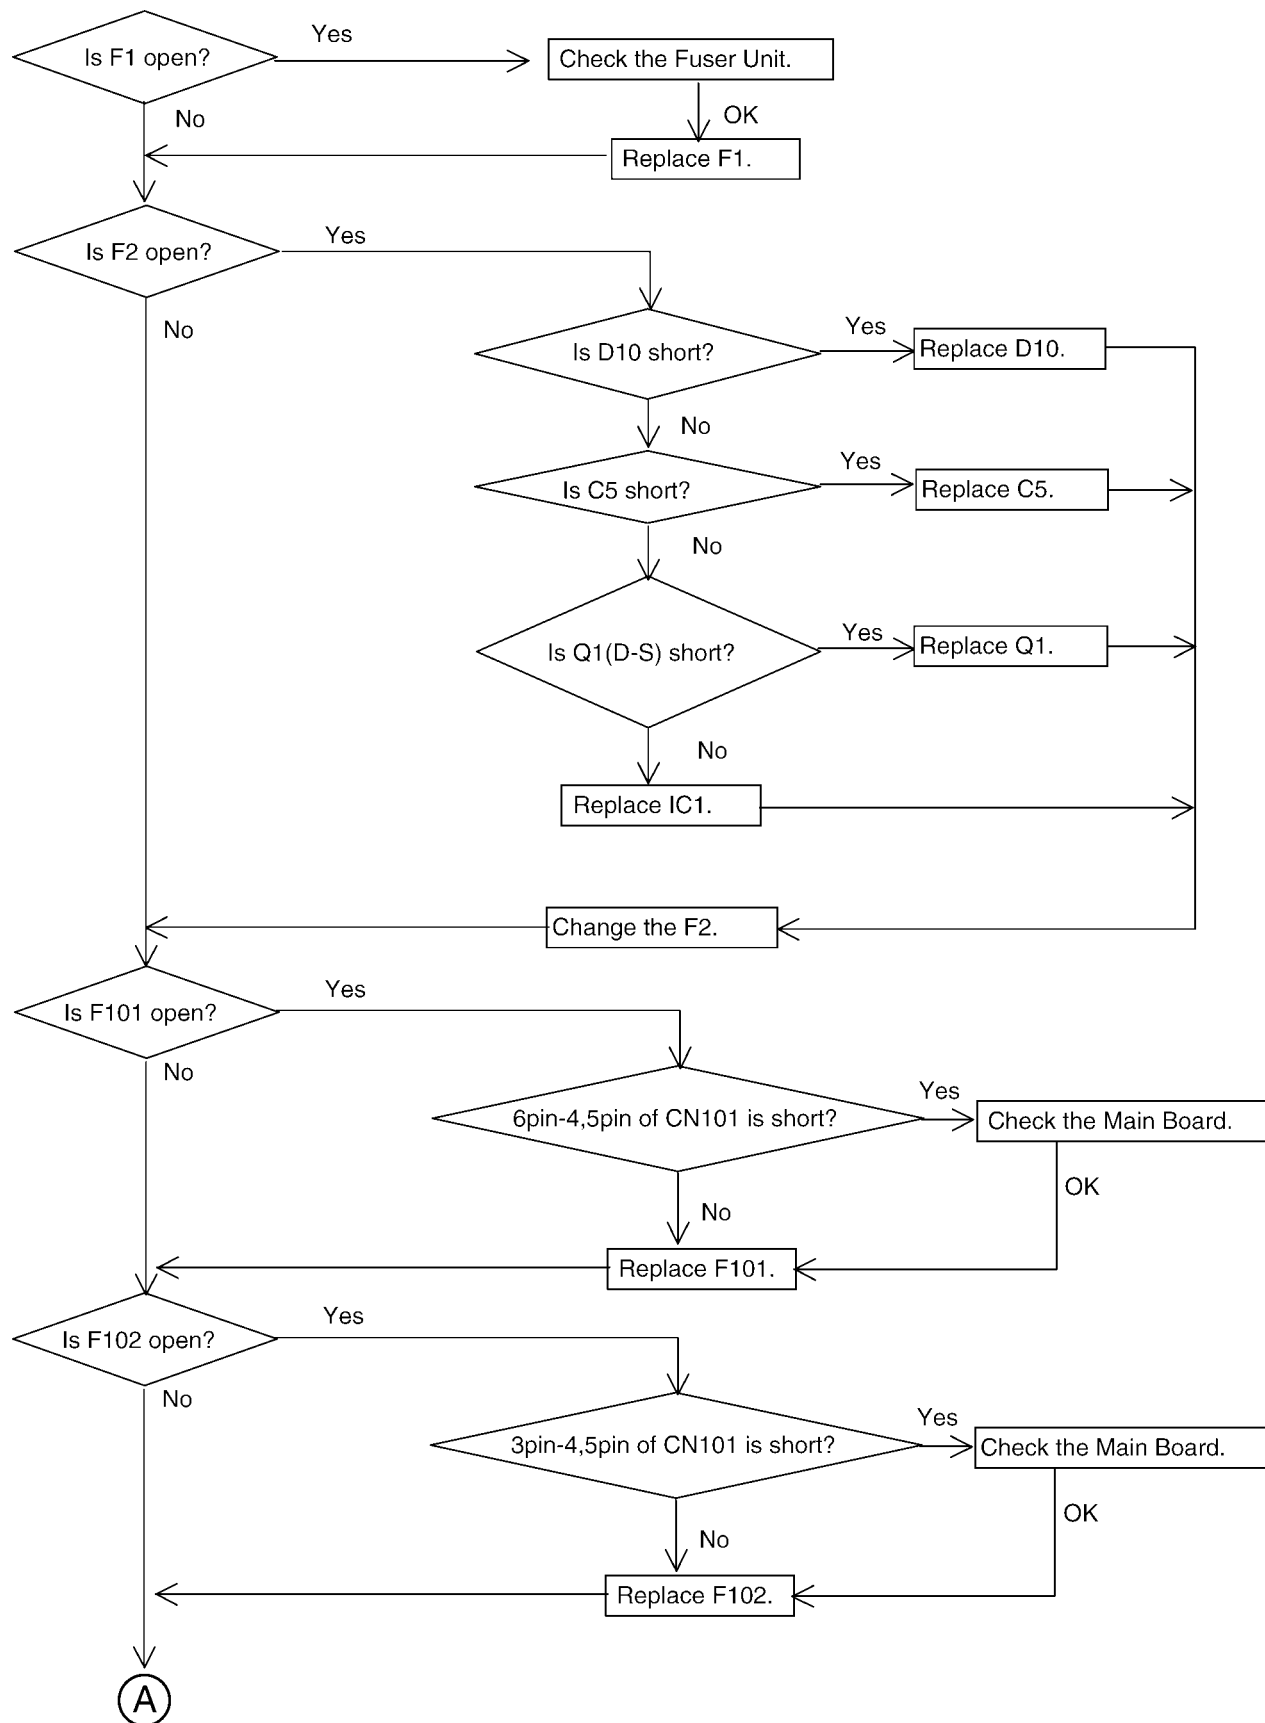 Is F1 open?
Yes
Check the Fuser Unit.
No
OK
Replace F1.
Is F2 open?
Yes
No
Is D10 short?
Yes
Replace D10.
No
Is C5 short?
Yes
Replace C5.
No
Is Q1(D-S) short?
Yes
Replace Q1.
No
Replace IC1.
Change the F2.
Is F101 open?
Yes
No
6pin-4,5pin of CN101 is short?
Yes
Check the Main Board.
OK
No
Replace F101.
Is F102 open?
Yes
No
3pin-4,5pin of CN101 is short?
Yes
Check the Main Board.
OK
No
Replace F102.
A